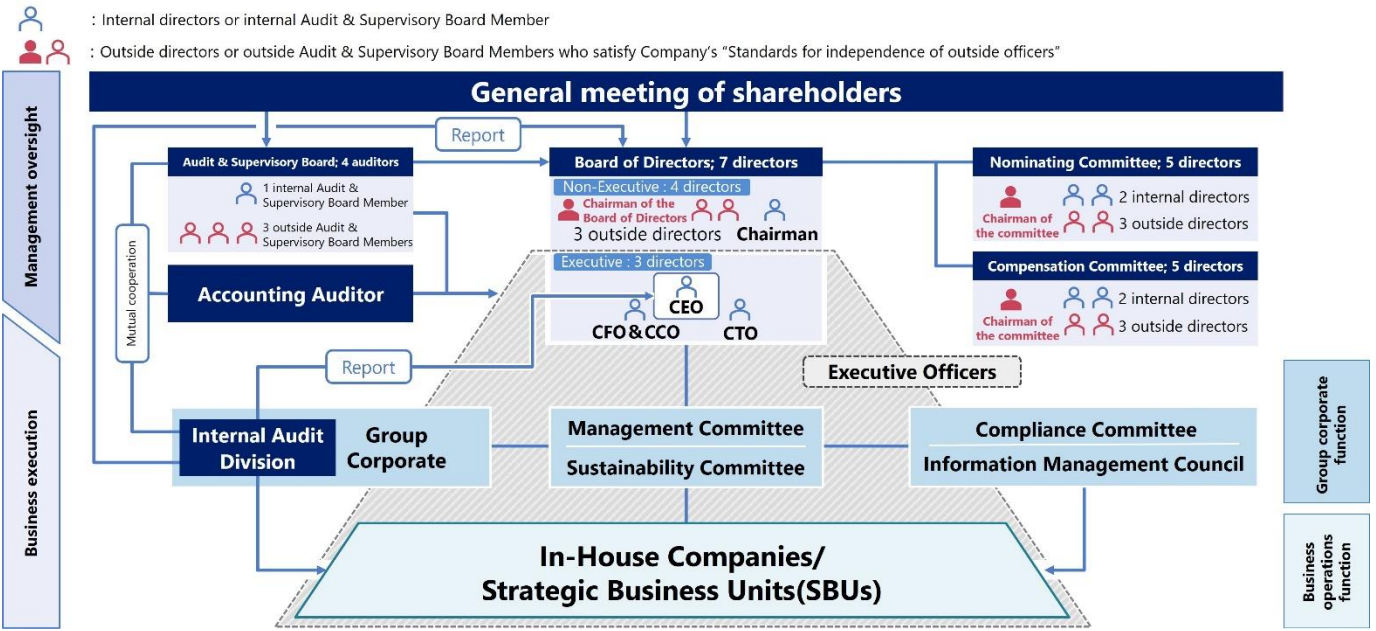 : Internal directors or internal Audit & Supervisory Board Member
: Outside directors or outside Audit & Supervisory Board Members who satisfy Company's “Standards for independence of outside officers”
Management oversight
General meeting of shareholders
Report
Audit & Supervisory Board; 4 auditors
1 internal Audit &
Supervisory Board Member
3 outside Audit &
Supervisory Board Members
Board of Directors; 7 directors
Non-Executive : 4 directors
Chairman of the
Board of Directors
3 outside directors
Chairman
Nominating Committee; 5 directors
2 internal directors
Chairman of
the committee
3 outside directors
Mutual cooperation
Accounting Auditor
Executive : 3 directors
CEO
CFO & CCO
CTO
Compensation Committee; 5 directors
2 internal directors
Chairman of
the committee
3 outside directors
Report
Executive Officers
Business execution
Internal Audit
Division
Group
Corporate
Management Committee
Sustainability Committee
Compliance Committee
Information Management Council
Group corporate
function
In-House Companies/
Strategic Business Units(SBUs)
Business
operations
function